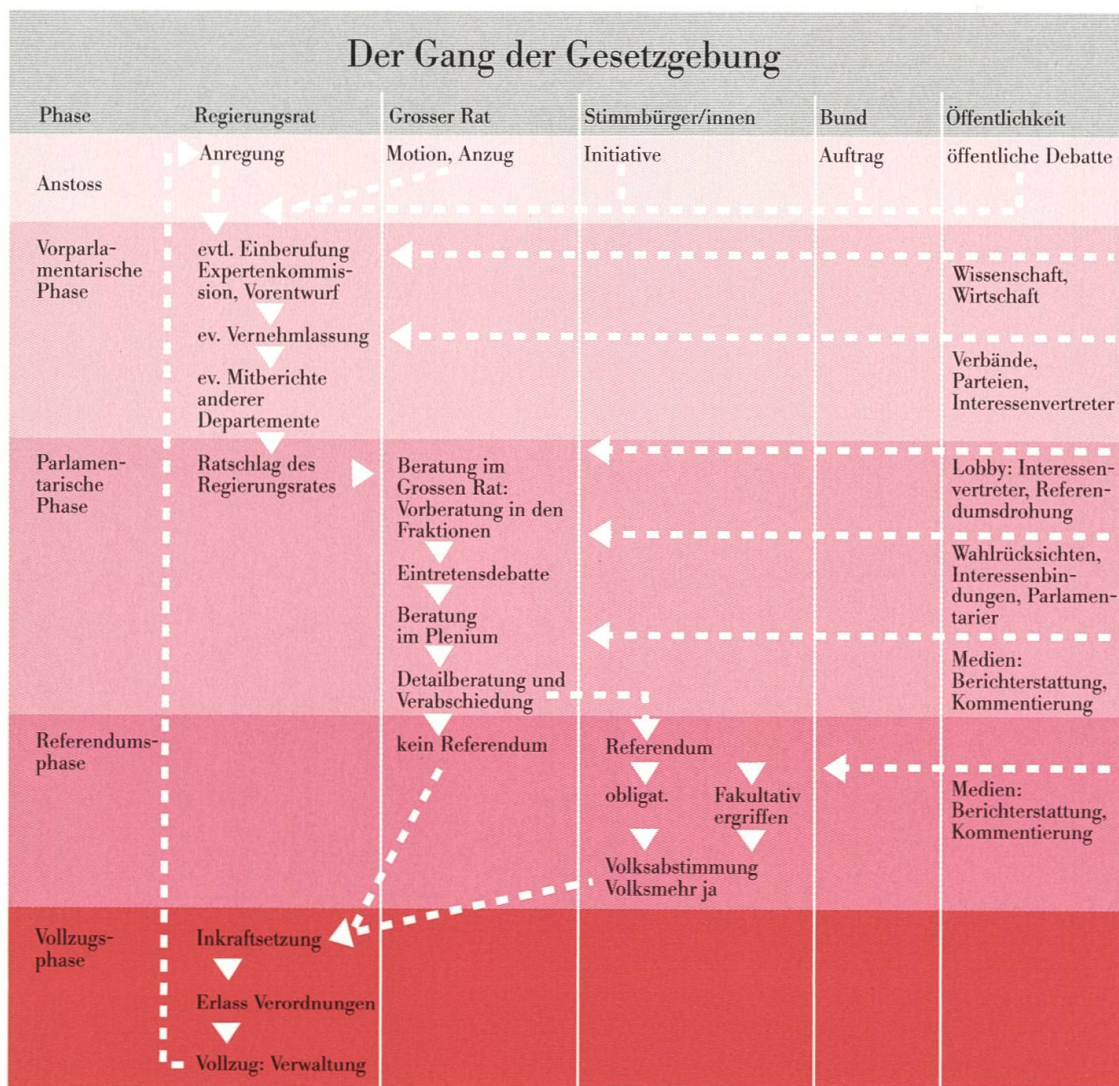 Der Gang der Gesetzgebung
Phase
Regierungsrat
Grosser Rat
Stimmbürger/innen
Bund
Öffentlichkeit
Anstoss
Anregung
Motion, Anzug
Initiative
Auftrag
öffentliche Debatte
Vorparla-
mentarische
Phase
evtl. Einberufung
Expertenkommis-
sion, Vorentwurf
ev. Vernehmlassung
ev. Mitberichte
anderer
Departemente
Wissenschaft,
Wirtschaft
Verbände,
Parteien,
Interessenvertreter
Parlamen-
tarische
Phase
Ratschlag des
Regierungsrates
Beratung im
Grossen Rat:
Vorberatung in den
Fraktionen
Eintretensdebatte
Beratung
im Plenium
Detailberatung und
Verabschiedung
Lobby: Interessen-
vertreter, Referen-
dumsdrohung
Wahlrücksichten,
Interessenbin-
dungen, Parlamen-
tarier
Medien:
Berichterstattung,
Kommentierung
Referendums-
phase
kein Referendum
Referendum
obligat.
Fakultativ
ergriffen
Volksabstimmung
Volksmehr ja
Medien:
Berichterstattung,
Kommentierung
Vollzugs-
phase
Inkraftsetzung
Erlass Verordnungen
Vollzug: Verwaltung